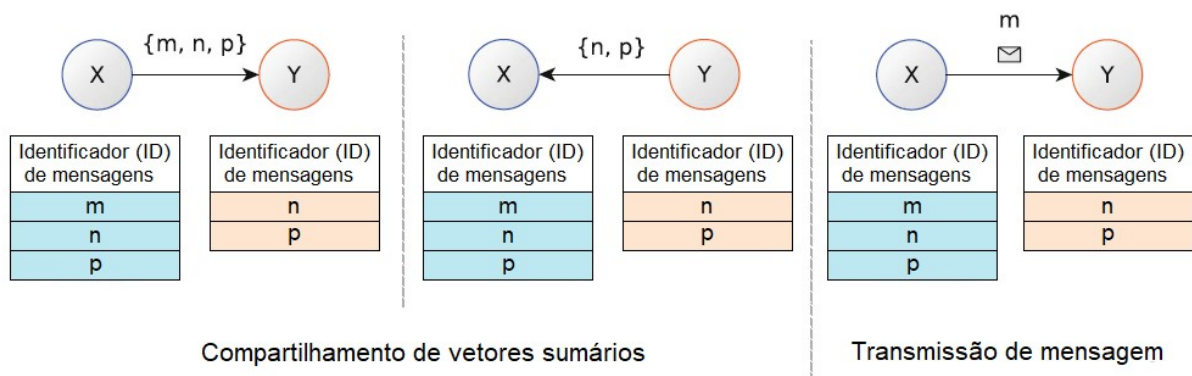 {m, n, p}
X
Y
Identificador (ID)
de mensagens
m
n
p
Identificador (ID)
de mensagens
n
p
{n, p}
X
Y
Identificador (ID)
de mensagens
m
n
p
Identificador (ID)
de mensagens
n
p
Compartilhamento de vetores sumários
m
X
Y
Identificador (ID)
de mensagens
m
n
p
Identificador (ID)
de mensagens
n
p
Transmissão de mensagem